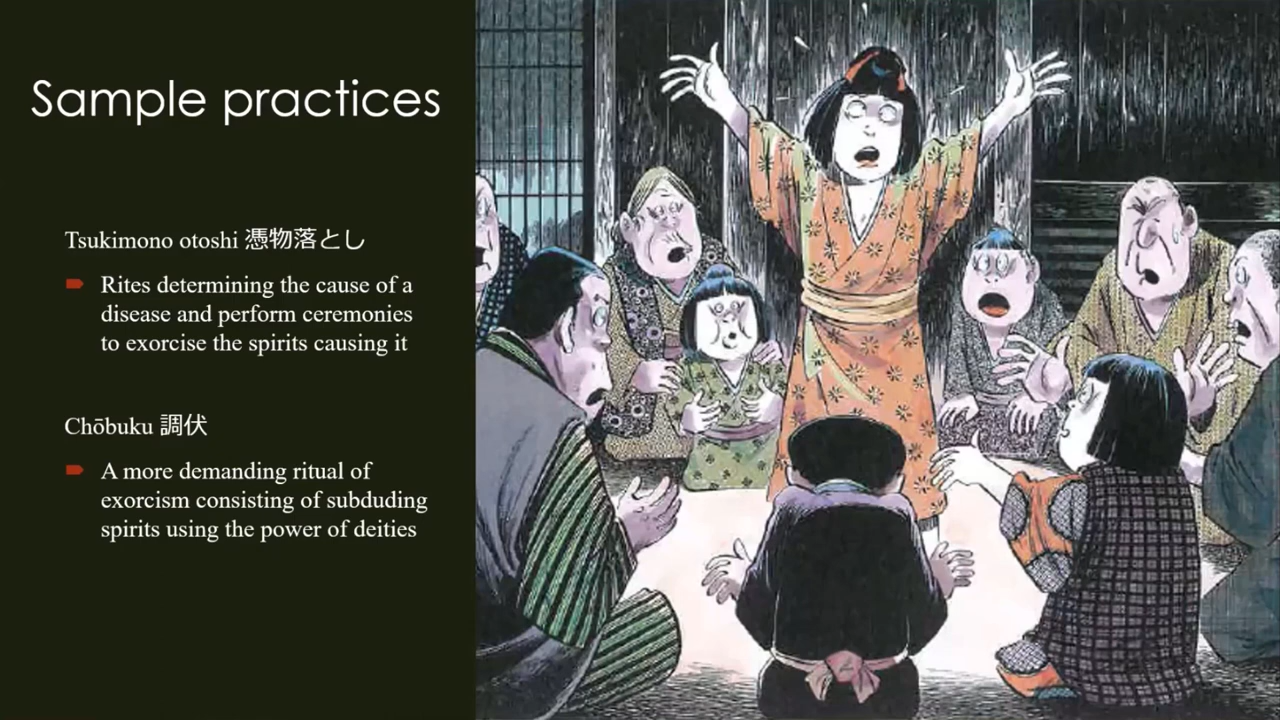 Sample practices
Tsukimono otoshi 憑物落とし
Rites determining the cause of a
disease and perform ceremonies
to exorcise the spirits causing it
Chōbuku 調伏
A more demanding ritual of
exorcism consisting of subduding
spirits using the power of deities